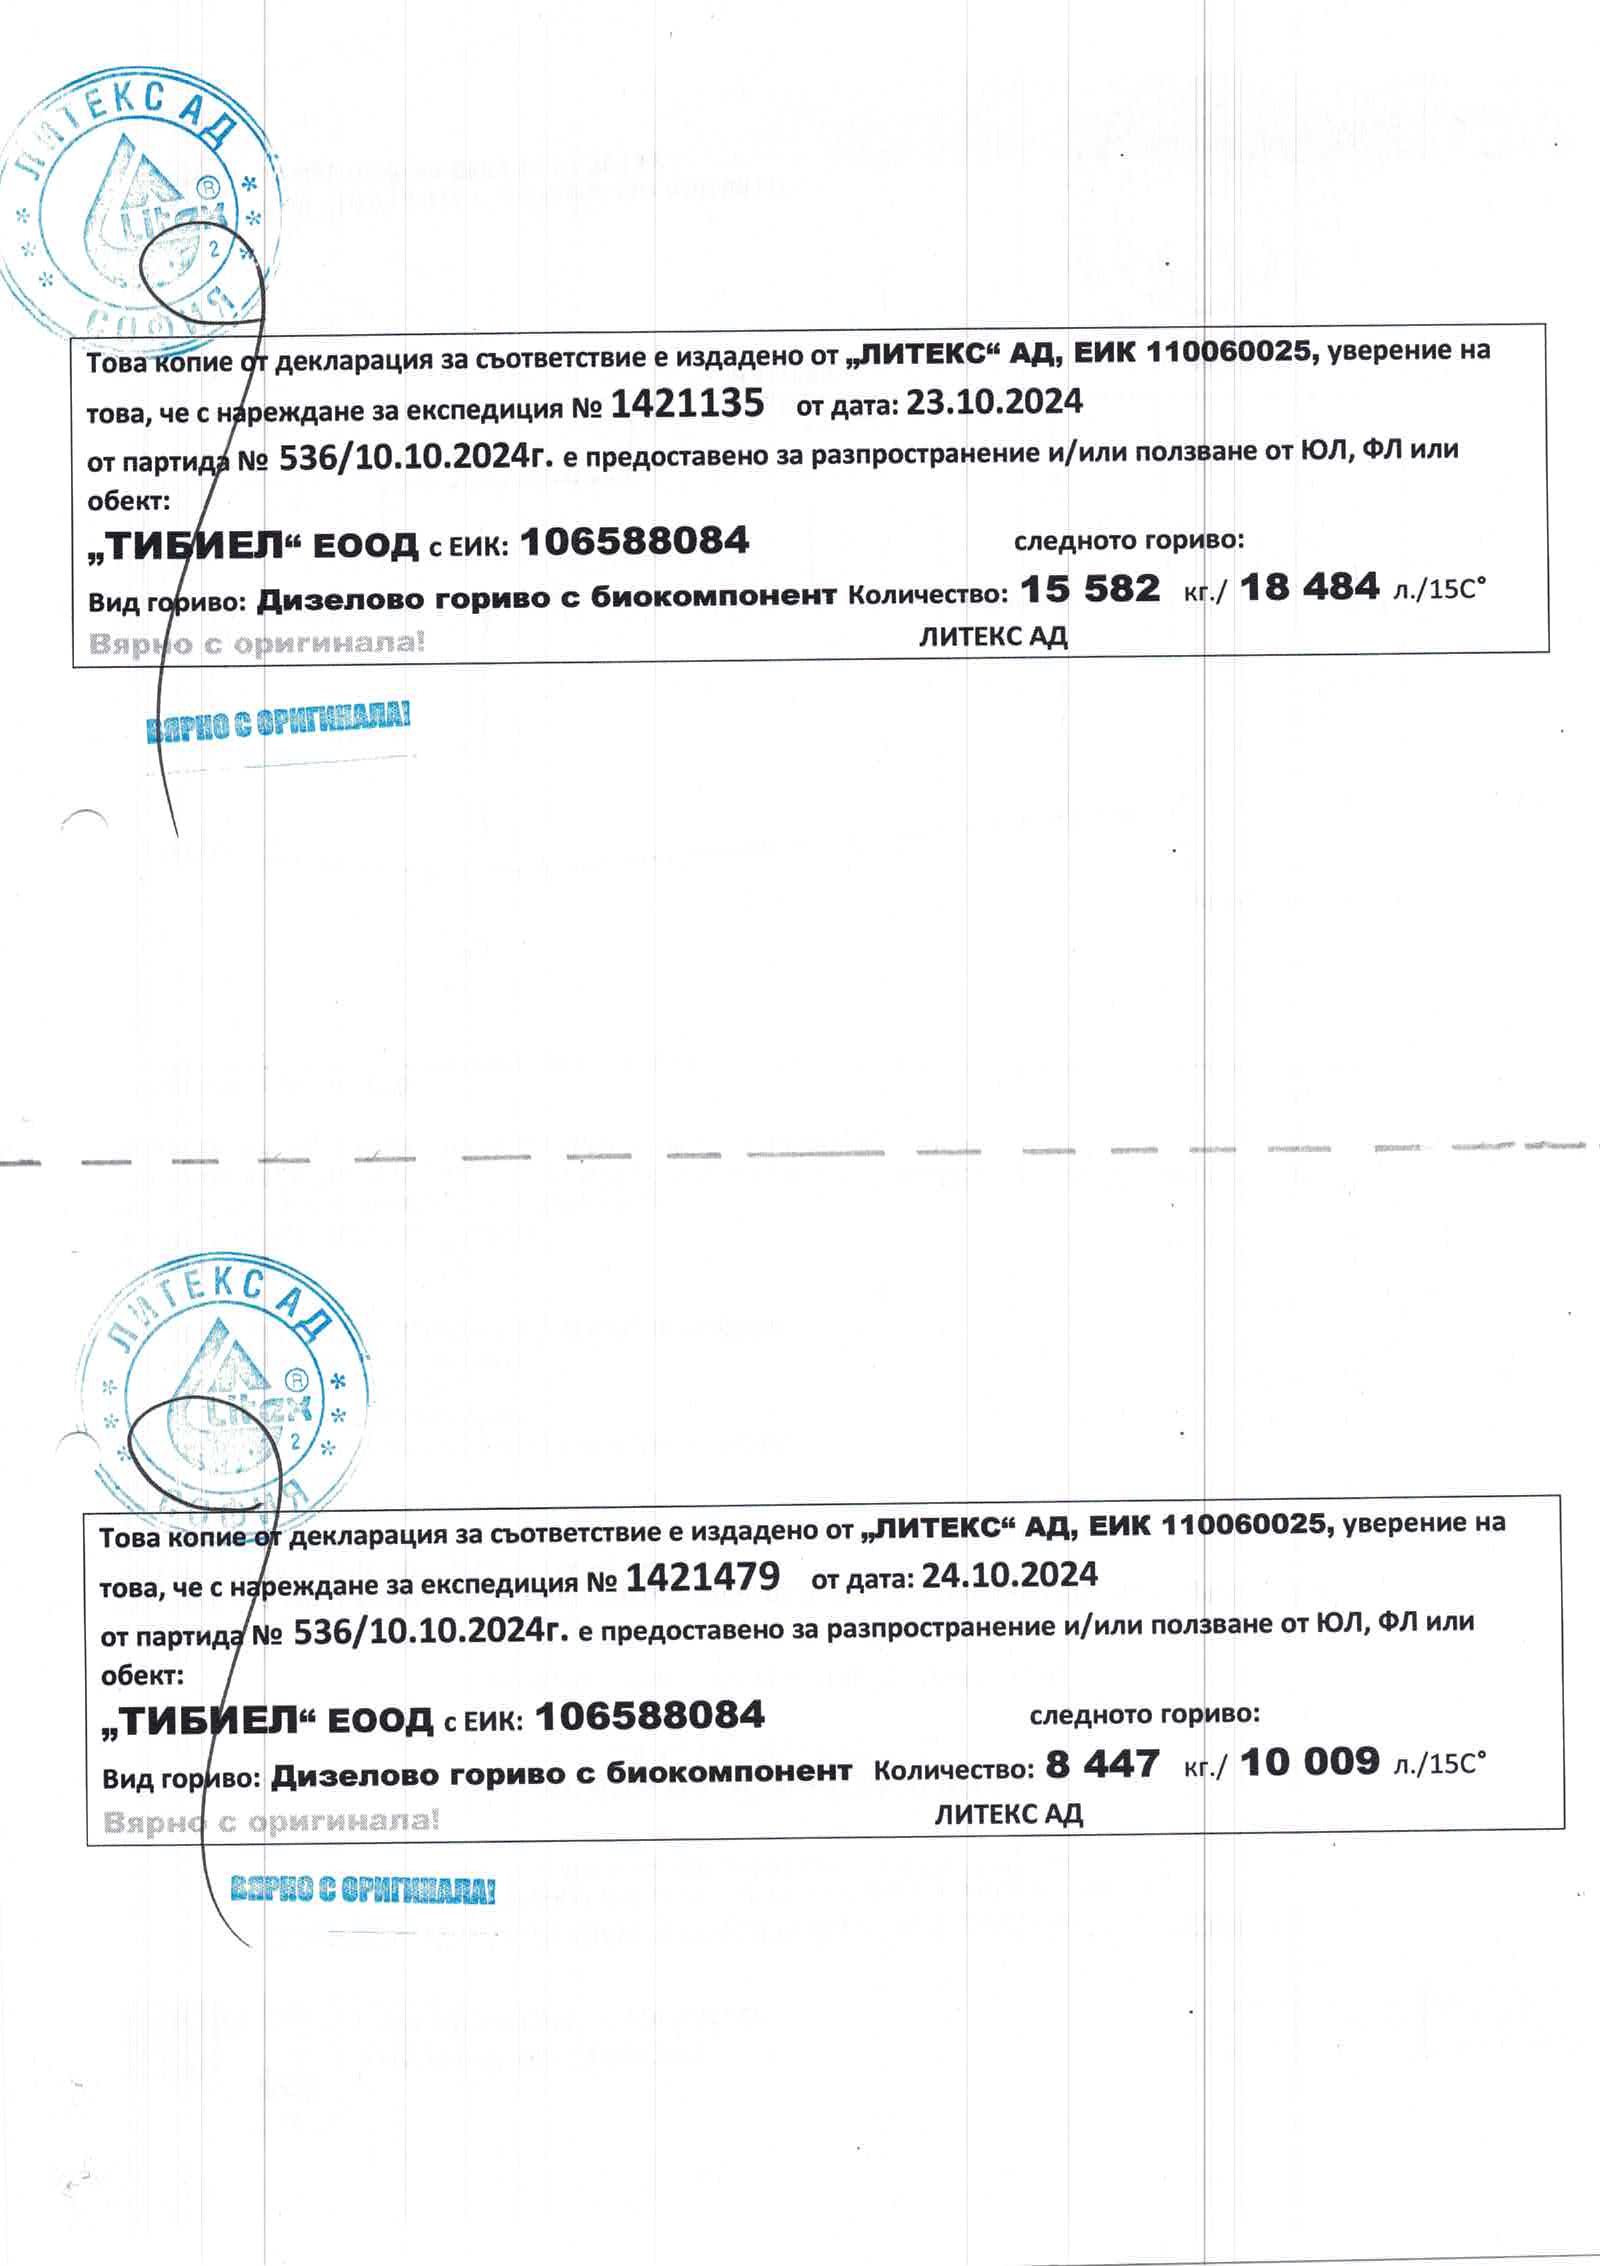 ЛИТЕКС АД
®
Litex
2
СОФИЯ
Това копие от декларация за съответствие е издадено от „ЛИТЕКС“ АД, ЕИК 110060025, уверение на
това, че с нареждане за експедиция № 1421135 от дата: 23.10.2024
от партида № 536/10.10.2024г. е предоставено за разпространение и/или ползване от ЮЛ, ФЛ или
обект:
„ТИБИЕЛ“ ЕООД с ЕИК: 106588084 следното гориво:
Вид гориво: Дизелово гориво с биокомпонент Количество: 15 582 кг./ 18 484 л./15С°
Вярно с оригинала! ЛИТЕКС АД
ВЯРНО С ОРИГИНАЛА!
ЛИТЕКС АД
®
Litex
2
СОФИЯ
Това копие от декларация за съответствие е издадено от „ЛИТЕКС“ АД, ЕИК 110060025, уверение на
това, че с нареждане за експедиция № 1421479 от дата: 24.10.2024
от партида № 536/10.10.2024г. е предоставено за разпространение и/или ползване от ЮЛ, ФЛ или
обект:
„ТИБИЕЛ“ ЕООД с ЕИК: 106588084 следното гориво:
Вид гориво: Дизелово гориво с биокомпонент Количество: 8 447 кг./ 10 009 л./15С°
Вярно с оригинала! ЛИТЕКС АД
ВЯРНО С ОРИГИНАЛА!